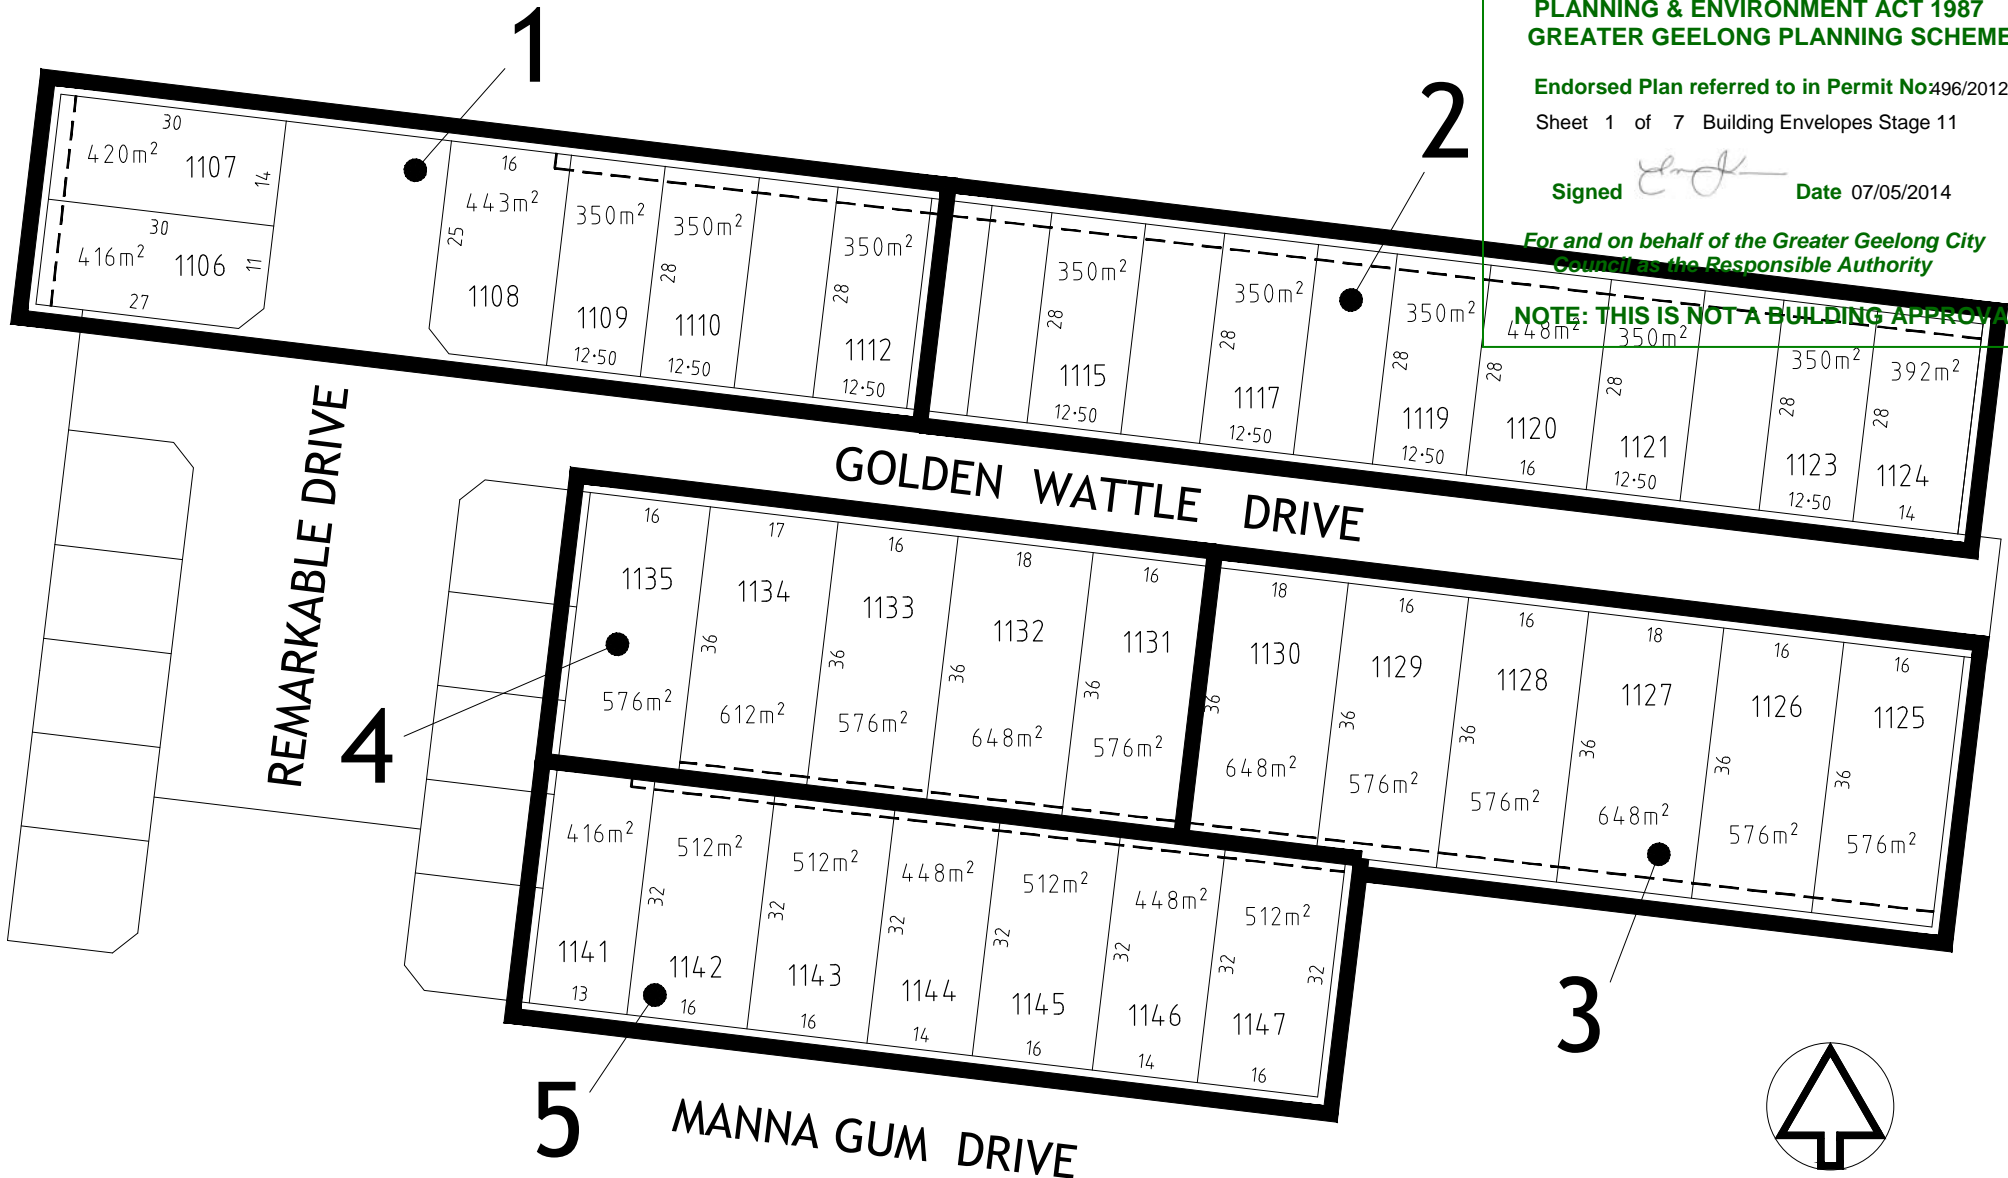 PLANNING & ENVIRONMENT ACT 1987
GREATER GEELONG PLANNING SCHEME
Endorsed Plan referred to in Permit No: 496/2012
Sheet 1 of 7 Building Envelopes Stage 11
Signed Date 07/05/2014
For and on behalf of the Greater Geelong City
Council as the Responsible Authority
NOTE: THIS IS NOT A BUILDING APPROVA
1
2
30
420m² 1107 14
30
416m² 1106 11
27
16
443m²
25
1108
350m²
1109
12·50
350m²
28
1110
12·50
350m²
28
1112
12·50
350m²
28
1115
12·50
350m²
28
1117
12·50
350m²
28
1119
12·50
448m²
28
1120
16
350m²
28
1121
12·50
350m²
28
1123
12·50
392m²
28
1124
14
REMARKABLE DRIVE
GOLDEN WATTLE DRIVE
16
1135
576m²
17
1134
36
612m²
16
1133
36
576m²
18
1132
36
648m²
16
1131
36
576m²
18
1130
36
648m²
16
1129
36
576m²
16
1128
36
576m²
18
1127
36
648m²
16
1126
36
576m²
16
1125
36
576m²
4
3
416m²
1141
13
512m²
32
1142
16
512m²
32
1143
16
448m²
32
1144
14
512m²
32
1145
16
448m²
32
1146
14
512m²
32
32
1147
16
5
MANNA GUM DRIVE